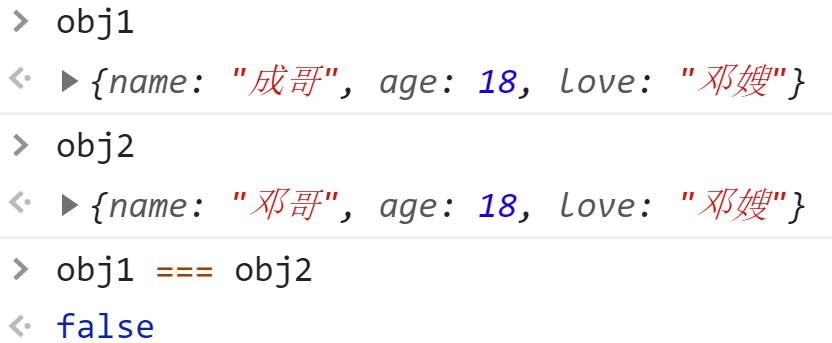 obj1
{name: "成哥", age: 18, love: "邓嫂"}
obj2
{name: "邓哥", age: 18, love: "邓嫂"}
obj1 === obj2
false